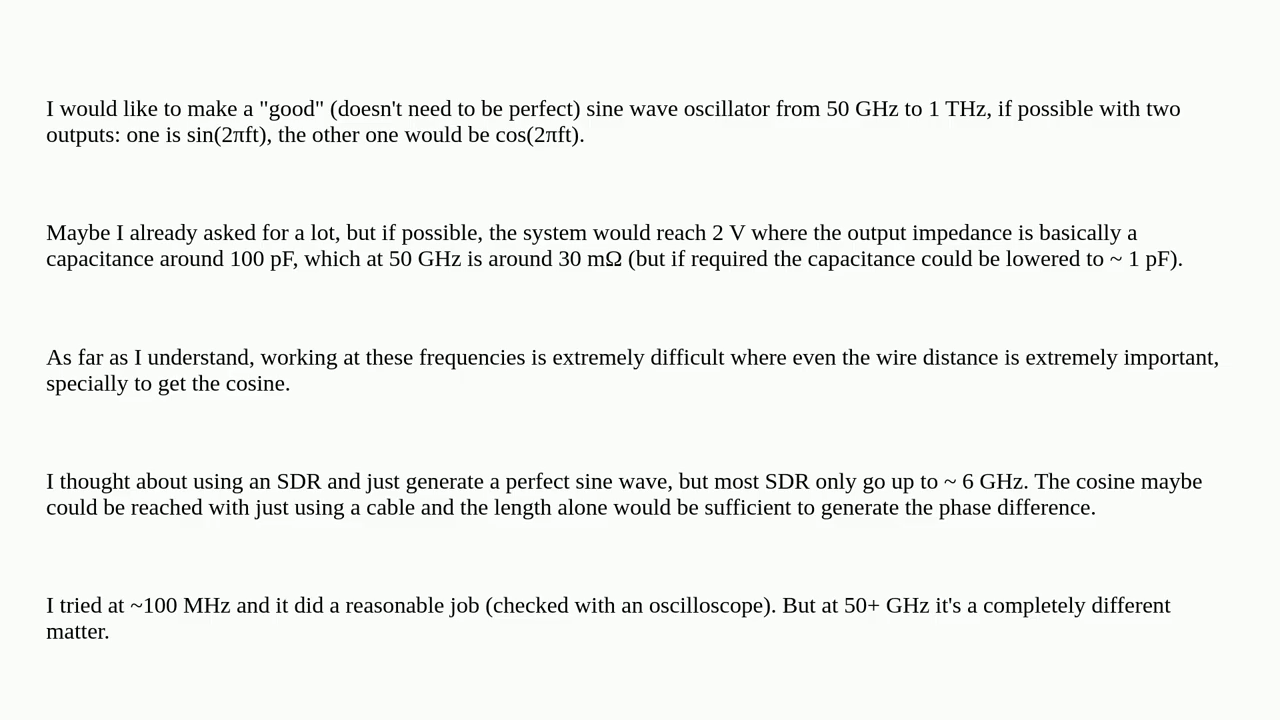 I would like to make a "good" (doesn't need to be perfect) sine wave oscillator from 50 GHz to 1 THz, if possible with two
outputs: one is sin(2πft), the other one would be cos(2πft).
Maybe I already asked for a lot, but if possible, the system would reach 2 V where the output impedance is basically a
capacitance around 100 pF, which at 50 GHz is around 30 mΩ (but if required the capacitance could be lowered to ~ 1 pF).
As far as I understand, working at these frequencies is extremely difficult where even the wire distance is extremely important,
specially to get the cosine.
I thought about using an SDR and just generate a perfect sine wave, but most SDR only go up to ~ 6 GHz. The cosine maybe
could be reached with just using a cable and the length alone would be sufficient to generate the phase difference.
I tried at ~100 MHz and it did a reasonable job (checked with an oscilloscope). But at 50+ GHz it's a completely different
matter.